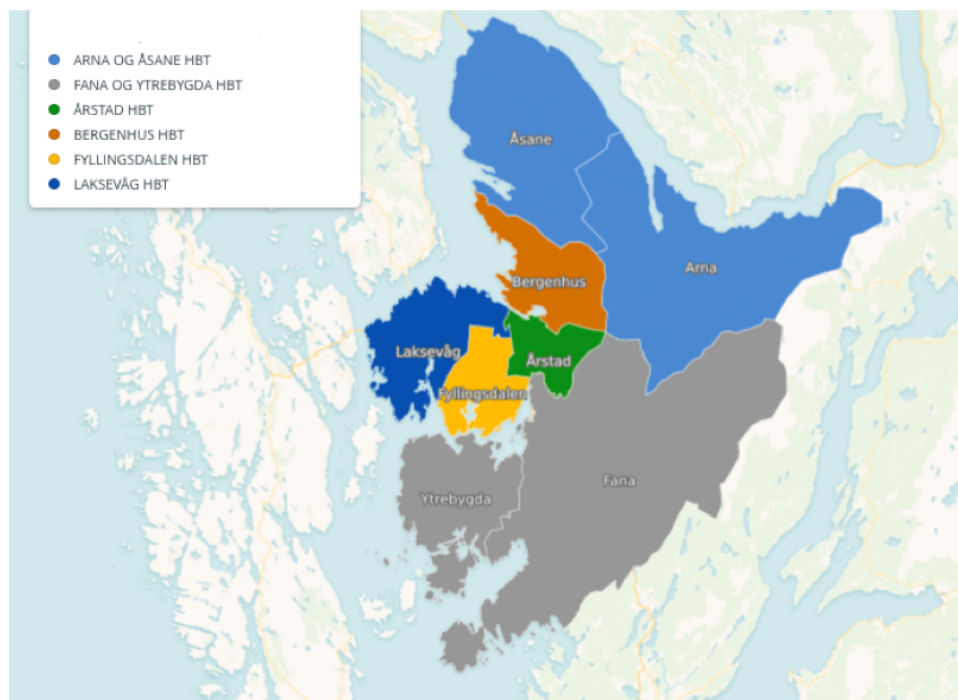 ARNA OG ÅSANE HBT
FANA OG YTREBYGDA HBT
ÅRSTAD HBT
BERGENHUS HBT
FYLLINGSDALEN HBT
LAKSEVÅG HBT
Åsane
Arna
Bergenhus
Laksevåg
Årstad
Fyllingsdalen
Fana
Ytrebygda